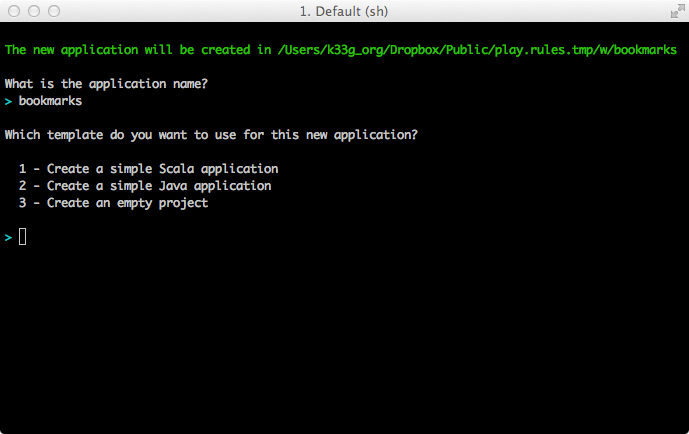 1. Default (sh)
The new application will be created in /Users/k33g_org/Dropbox/Public/play.rules.tmp/w/bookmarks
What is the application name?
> bookmarks
Which template do you want to use for this new application?
1 - Create a simple Scala application
2 - Create a simple Java application
3 - Create an empty project
>